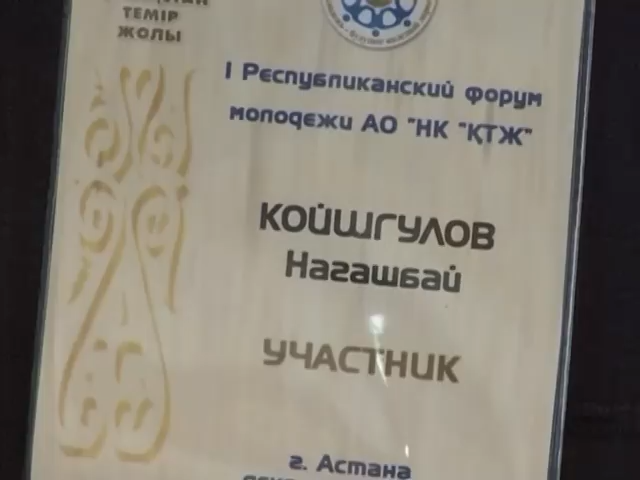 ТЕМІР
ЖОЛЫ
I Республиканский форум
молодежи АО "НК "ҚТЖ"
КОЙШГУЛОВ
Нагашбай
УЧАСТНИК
г. Астана